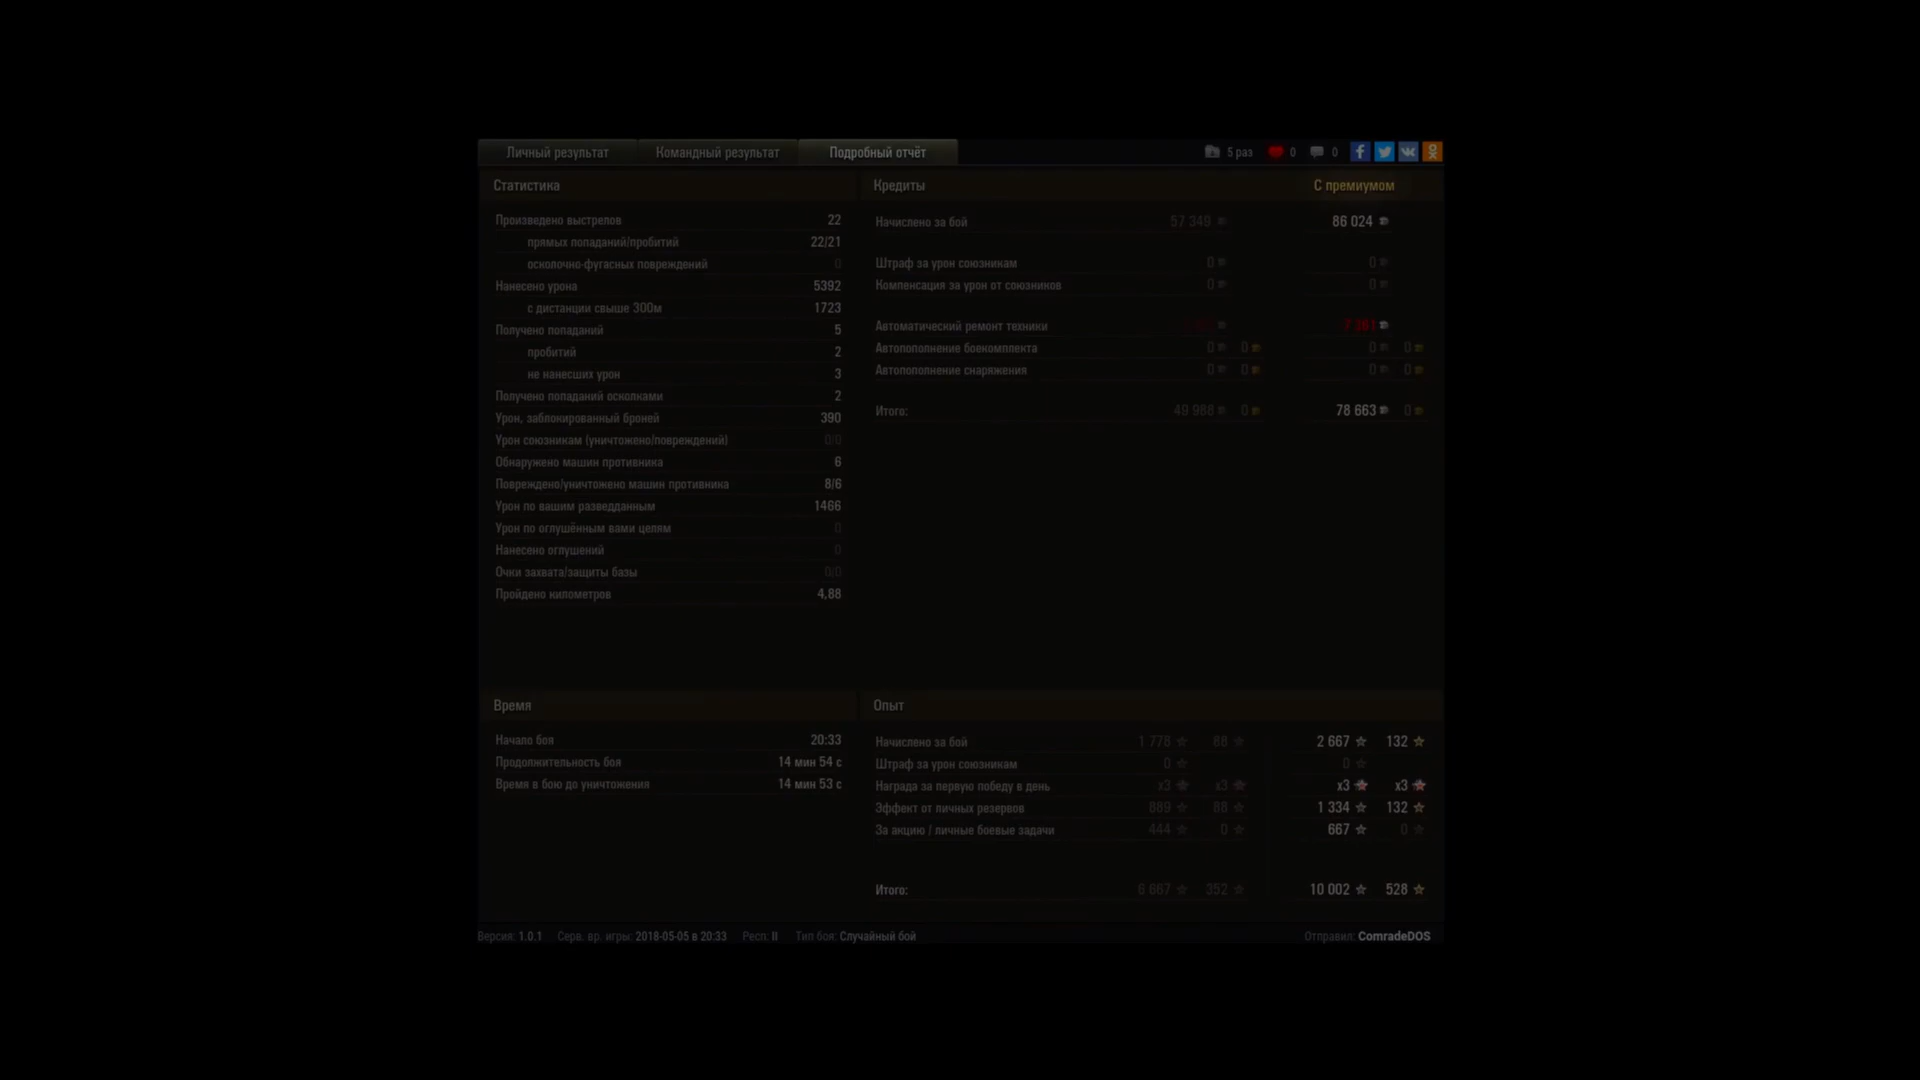 Личный результат Командный результат Подробный отчёт 5 раз 0 0
Статистика
Произведено выстрелов 22
прямых попаданий/пробитий 22/21
осколочно-фугасных повреждений 0
Нанесено урона 5392
с дистанции свыше 300м 1723
Получено попаданий 5
пробитий 2
не нанесших урон 3
Получено попаданий осколками 2
Урон, заблокированный броней 390
Урон союзникам (уничтожено/повреждений) 0/0
Обнаружено машин противника 6
Повреждено/уничтожено машин противника 8/6
Урон по вашим разведданным 1466
Урон по оглушённым вами целям 0
Нанесено оглушений 0
Очки захвата/защиты базы 0/0
Пройдено километров 4,88
Кредиты С премиумом
Начислено за бой 57 349 86 024
Штраф за урон союзникам 0 0
Компенсация за урон от союзников 0 0
Автоматический ремонт техники 7 361
Автопополнение боекомплекта 0 0 0 0
Автопополнение снаряжения 0 0 0 0
Итого: 49 988 0 78 663 0
Время
Начало боя 20:33
Продолжительность боя 14 мин 54 с
Время в бою до уничтожения 14 мин 53 с
Опыт
Начислено за бой 1 778 88 2 667 132
Штраф за урон союзникам 0 0
Награда за первую победу в день x3 x3 x3 x3
Эффект от личных резервов 889 88 1 334 132
За акцию / личные боевые задачи 444 0 667 0
Итого: 6 667 352 10 002 528
Версия: 1.0.1 Серв. вр. игры: 2018-05-05 в 20:33 Респ: II Тип боя: Случайный бой Отправил: ComradeDOS